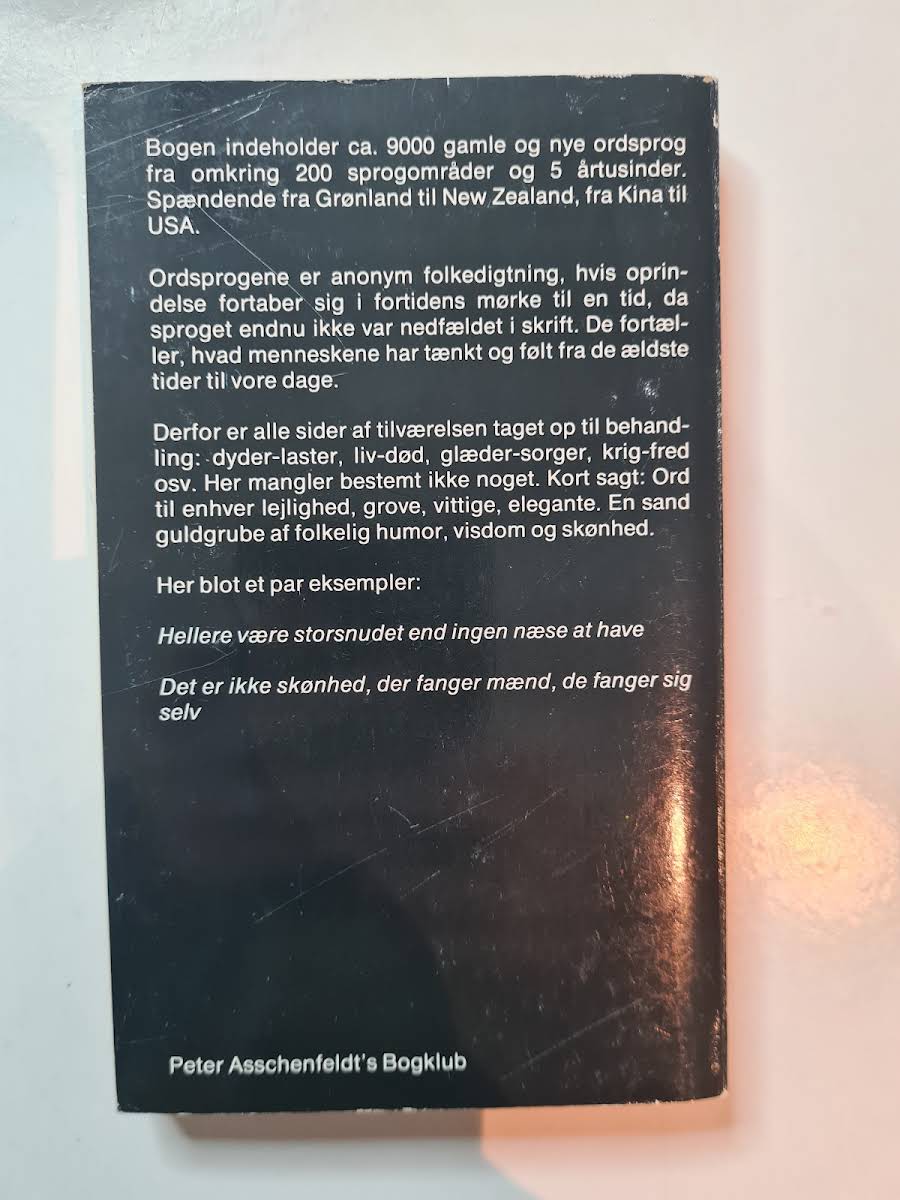 Bogen indeholder ca. 9000 gamle og nye ordsprog
fra omkring 200 sprogområder og 5 årtusinder.
Spændende fra Grønland til New Zealand, fra Kina til
USA.
Ordsprogene er anonym folkedigtning, hvis oprin-
delse fortaber sig i fortidens mørke til en tid, da
sproget endnu ikke var nedfældet i skrift. De fortæl-
ler, hvad menneskene har tænkt og følt fra de ældste
tider til vore dage.
Derfor er alle sider af tilværelsen taget op til behand-
ling: dyder-laster, liv-død, glæder-sorger, krig-fred
osv. Her mangler bestemt ikke noget. Kort sagt: Ord
til enhver lejlighed, grove, vittige, elegante. En sand
guldgrube af folkelig humor, visdom og skønhed.
Her blot et par eksempler:
Hellere være storsnudet end ingen næse at have
Det er ikke skønhed, der fanger mænd, de fanger sig
selv
Peter Asschenfeldt's Bogklub